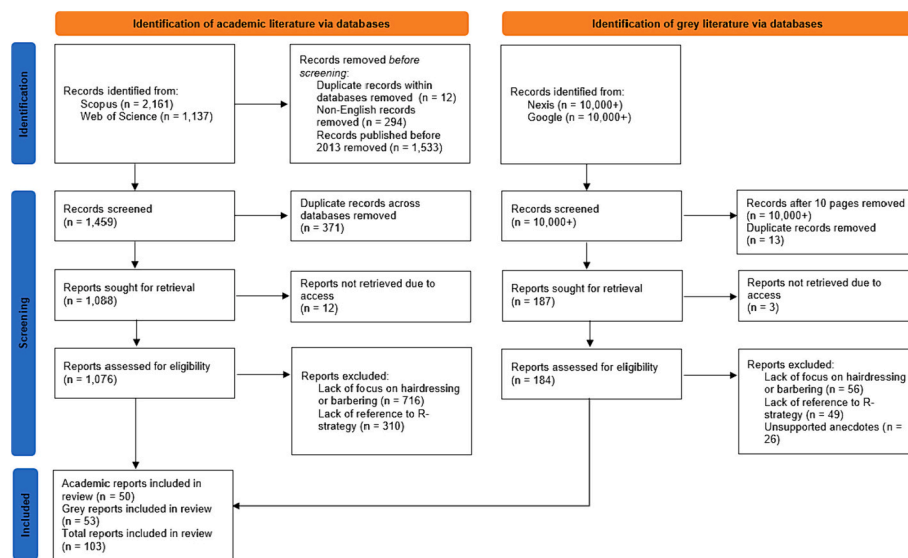 Identification of academic literature via databases
Identification of grey literature via databases
Identification
Records identified from:
Scopus (n = 2,161)
Web of Science (n = 1,137)
Records removed before
screening:
Duplicate records within
databases removed (n = 12)
Non-English records
removed (n = 294)
Records published before
2013 removed (n = 1,533)
Records identified from:
Nexis (n = 10,000+)
Google (n = 10,000+)
Screening
Records screened
(n = 1,459)
Duplicate records across
databases removed
(n = 371)
Records screened
(n = 10,000+)
Records after 10 pages removed
(n = 10,000+)
Duplicate records removed
(n = 13)
Reports sought for retrieval
(n = 1,088)
Reports not retrieved due to
access
(n = 12)
Reports sought for retrieval
(n = 187)
Reports not retrieved due to
access
(n = 3)
Reports assessed for eligibility
(n = 1,076)
Reports excluded:
Lack of focus on hairdressing
or barbering (n = 716)
Lack of reference to R-
strategy (n = 310)
Reports assessed for eligibility
(n = 184)
Reports excluded:
Lack of focus on hairdressing
or barbering (n = 56)
Lack of reference to R-
strategy (n = 49)
Unsupported anecdotes (n =
26)
Included
Academic reports included in
review (n = 50)
Grey reports included in review
(n = 53)
Total reports included in review
(n = 103)